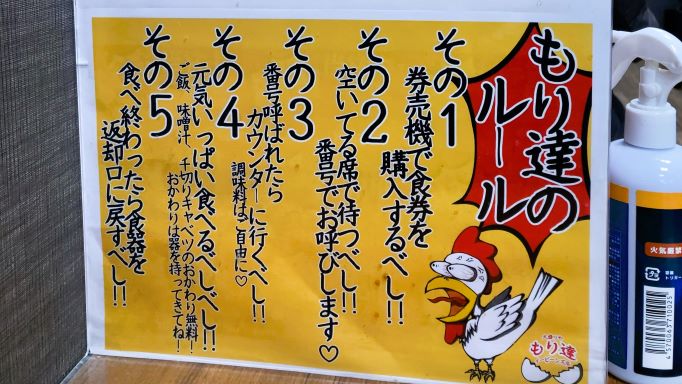 もり達の
ルール
その1
券売機で食券を
購入するべし!!
その2
空いてる席で待つべし!!
番号でお呼びします♡
その3
番号呼ばれたら
カウンターに行くべし!!
調味料はご自由に♡
その4
元気いっぱい食べるべしべし!!
ご飯、味噌汁、千切りキャベツのおかわり無料!
おかわりは器を持ってきてね!
その5
食べ終わったら食器を
返却口に戻すべし!!
もり達
火気厳禁
4570065710325